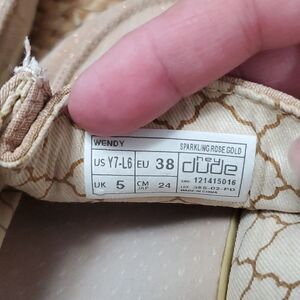 WENDY SPARKLING ROSE GOLD
US Y7-L6 EU 38 hey dude
UK 5 CM 24 121415016